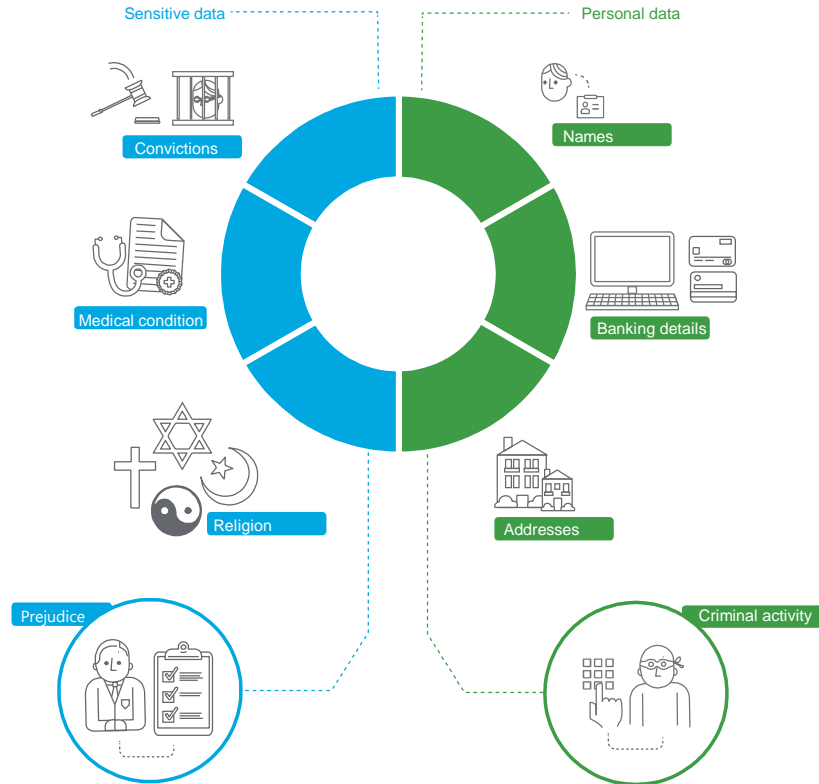 Sensitive data
Personal data
Convictions
Names
Medical condition
Banking details
Religion
Addresses
Prejudice
Criminal activity